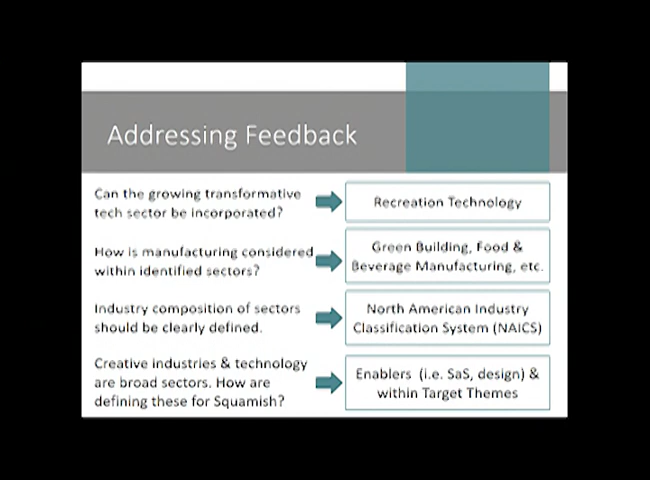 Addressing Feedback
Can the growing transformative
tech sector be incorporated?
Recreation Technology
How is manufacturing considered
within identified sectors?
Green Building, Food &
Beverage Manufacturing, etc.
Industry composition of sectors
should be clearly defined.
North American Industry
Classification System (NAICS)
Creative industries & technology
are broad sectors. How are
defining these for Squamish?
Enablers (i.e. SaS, design) &
within Target Themes